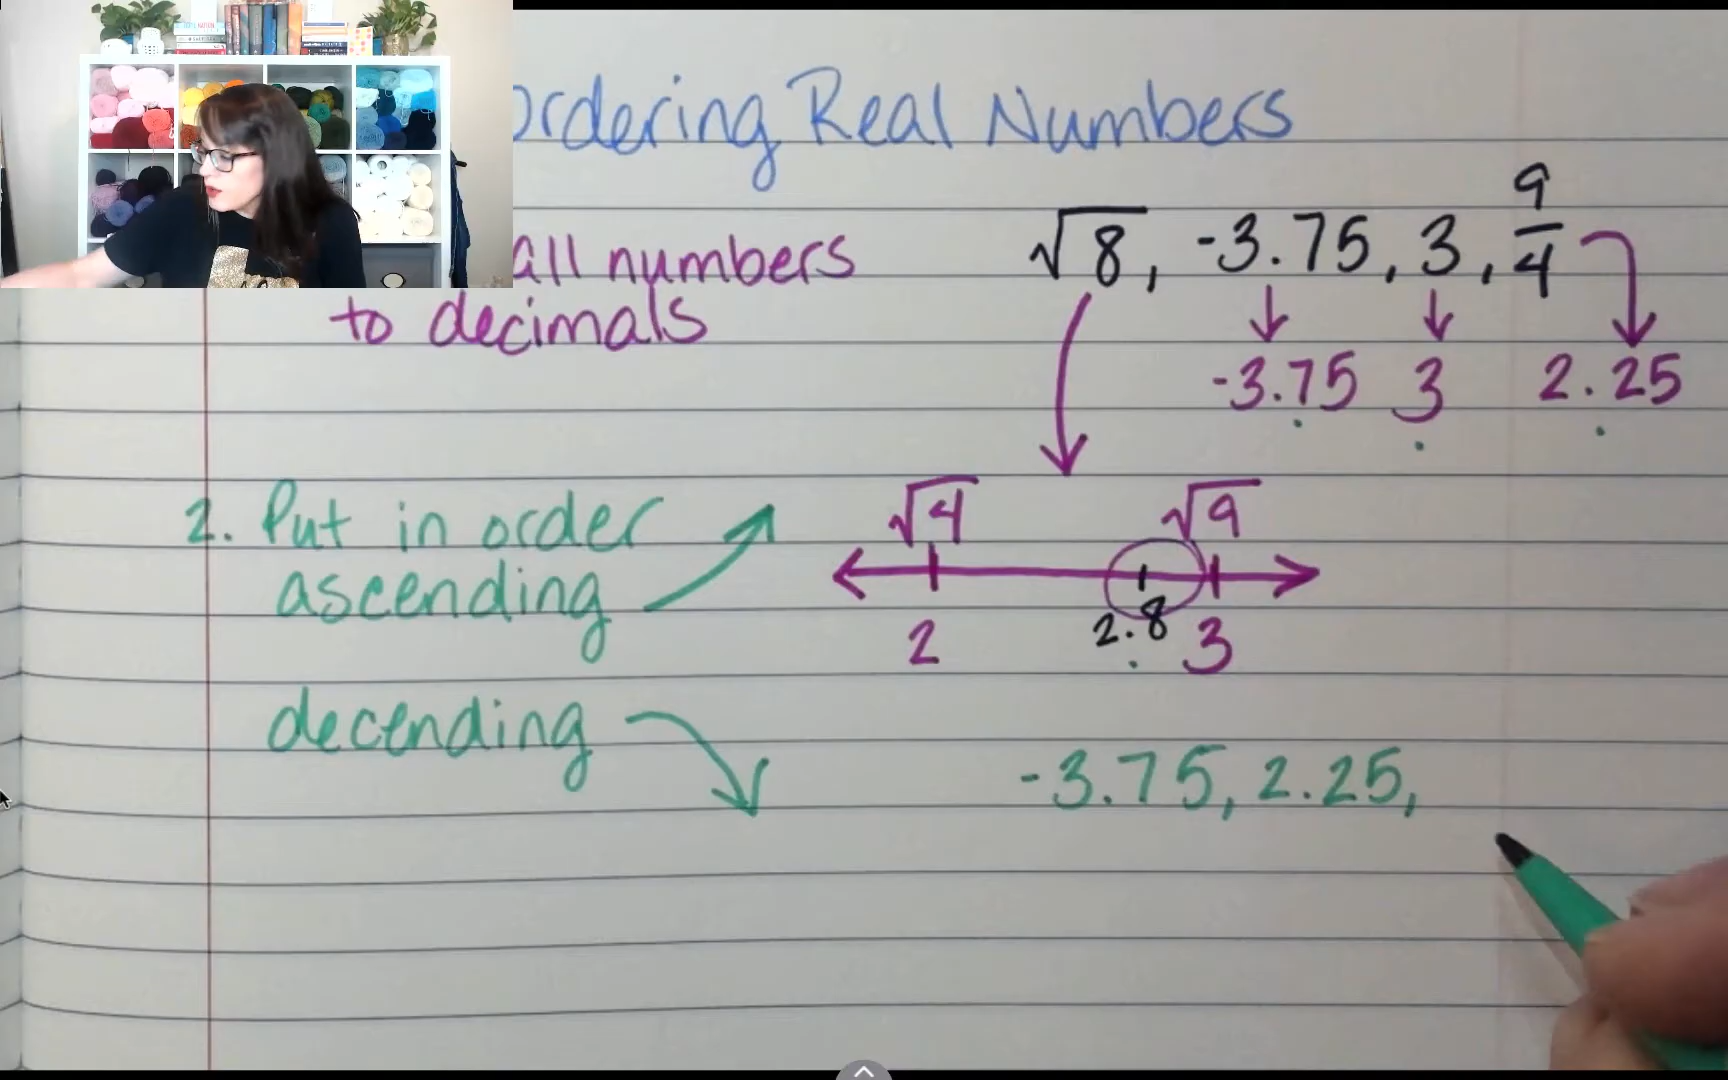 Ordering Real Numbers
all numbers
to decimals
√8, -3.75, 3, 9/4
-3.75 3 2.25
2. Put in order
ascending
decending
√4 √9
2 2.8 3
-3.75, 2.25,